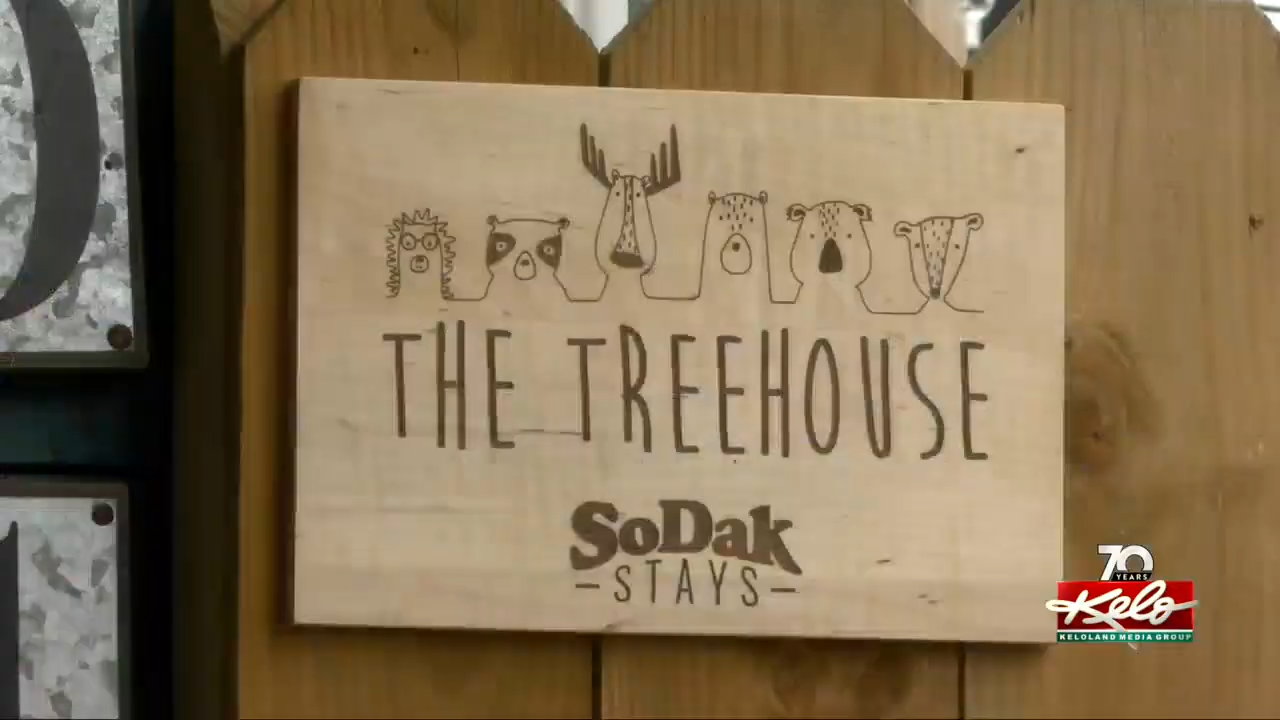 THE TREEHOUSE
SoDak
-STAYS-
70
YEARS
Kelo
KELOLAND MEDIA GROUP